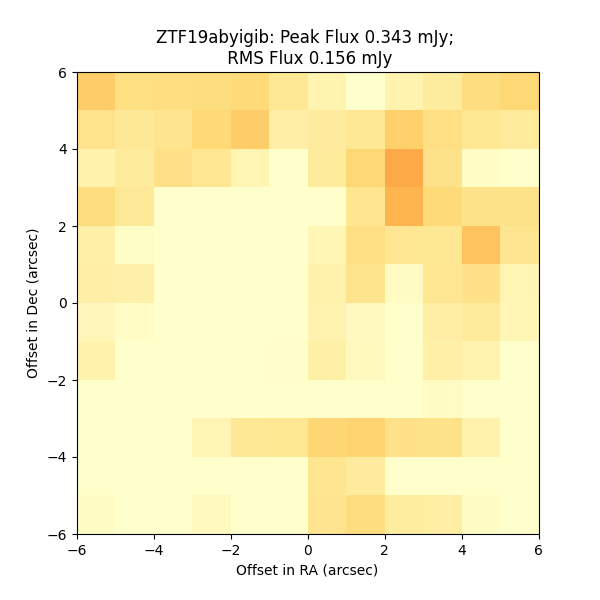 ZTF19abyigib: Peak Flux 0.343 mJy;
RMS Flux 0.156 mJy
6
4
2
0
−2
−4
−6
Offset in Dec (arcsec)
−6 −4 −2 0 2 4 6
Offset in RA (arcsec)